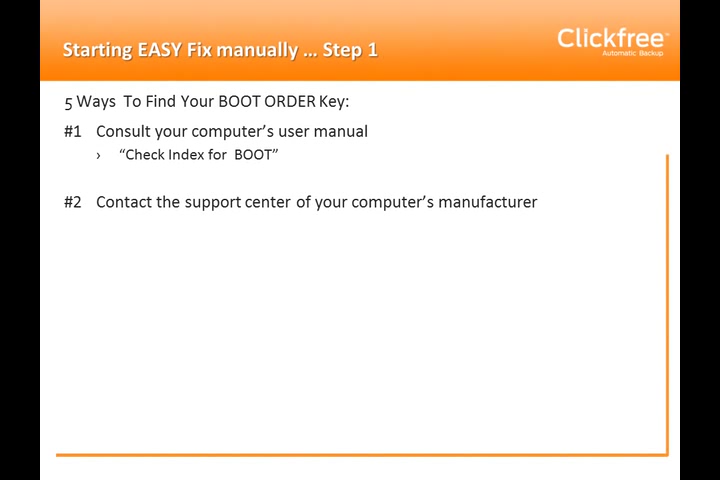 Starting EASY Fix manually ... Step 1
Clickfree™
Automatic Backup
5 Ways To Find Your BOOT ORDER Key:
#1 Consult your computer’s user manual
› “Check Index for BOOT”
#2 Contact the support center of your computer’s manufacturer